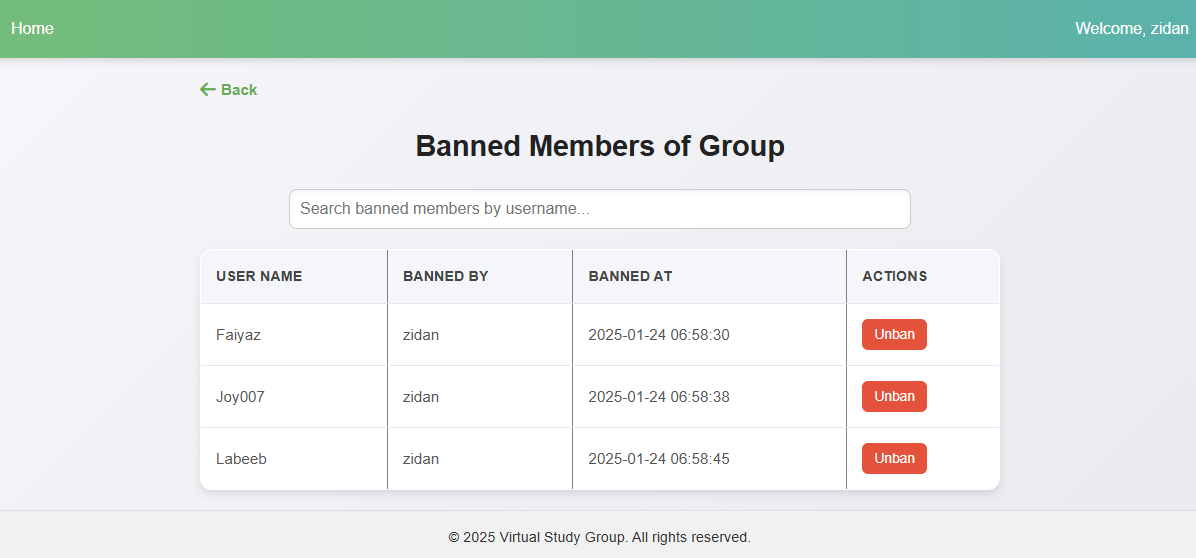 Home Welcome, zidan
Back
Banned Members of Group
Search banned members by username...
USER NAME BANNED BY BANNED AT ACTIONS
Faiyaz zidan 2025-01-24 06:58:30 Unban
Joy007 zidan 2025-01-24 06:58:38 Unban
Labeeb zidan 2025-01-24 06:58:45 Unban
© 2025 Virtual Study Group. All rights reserved.